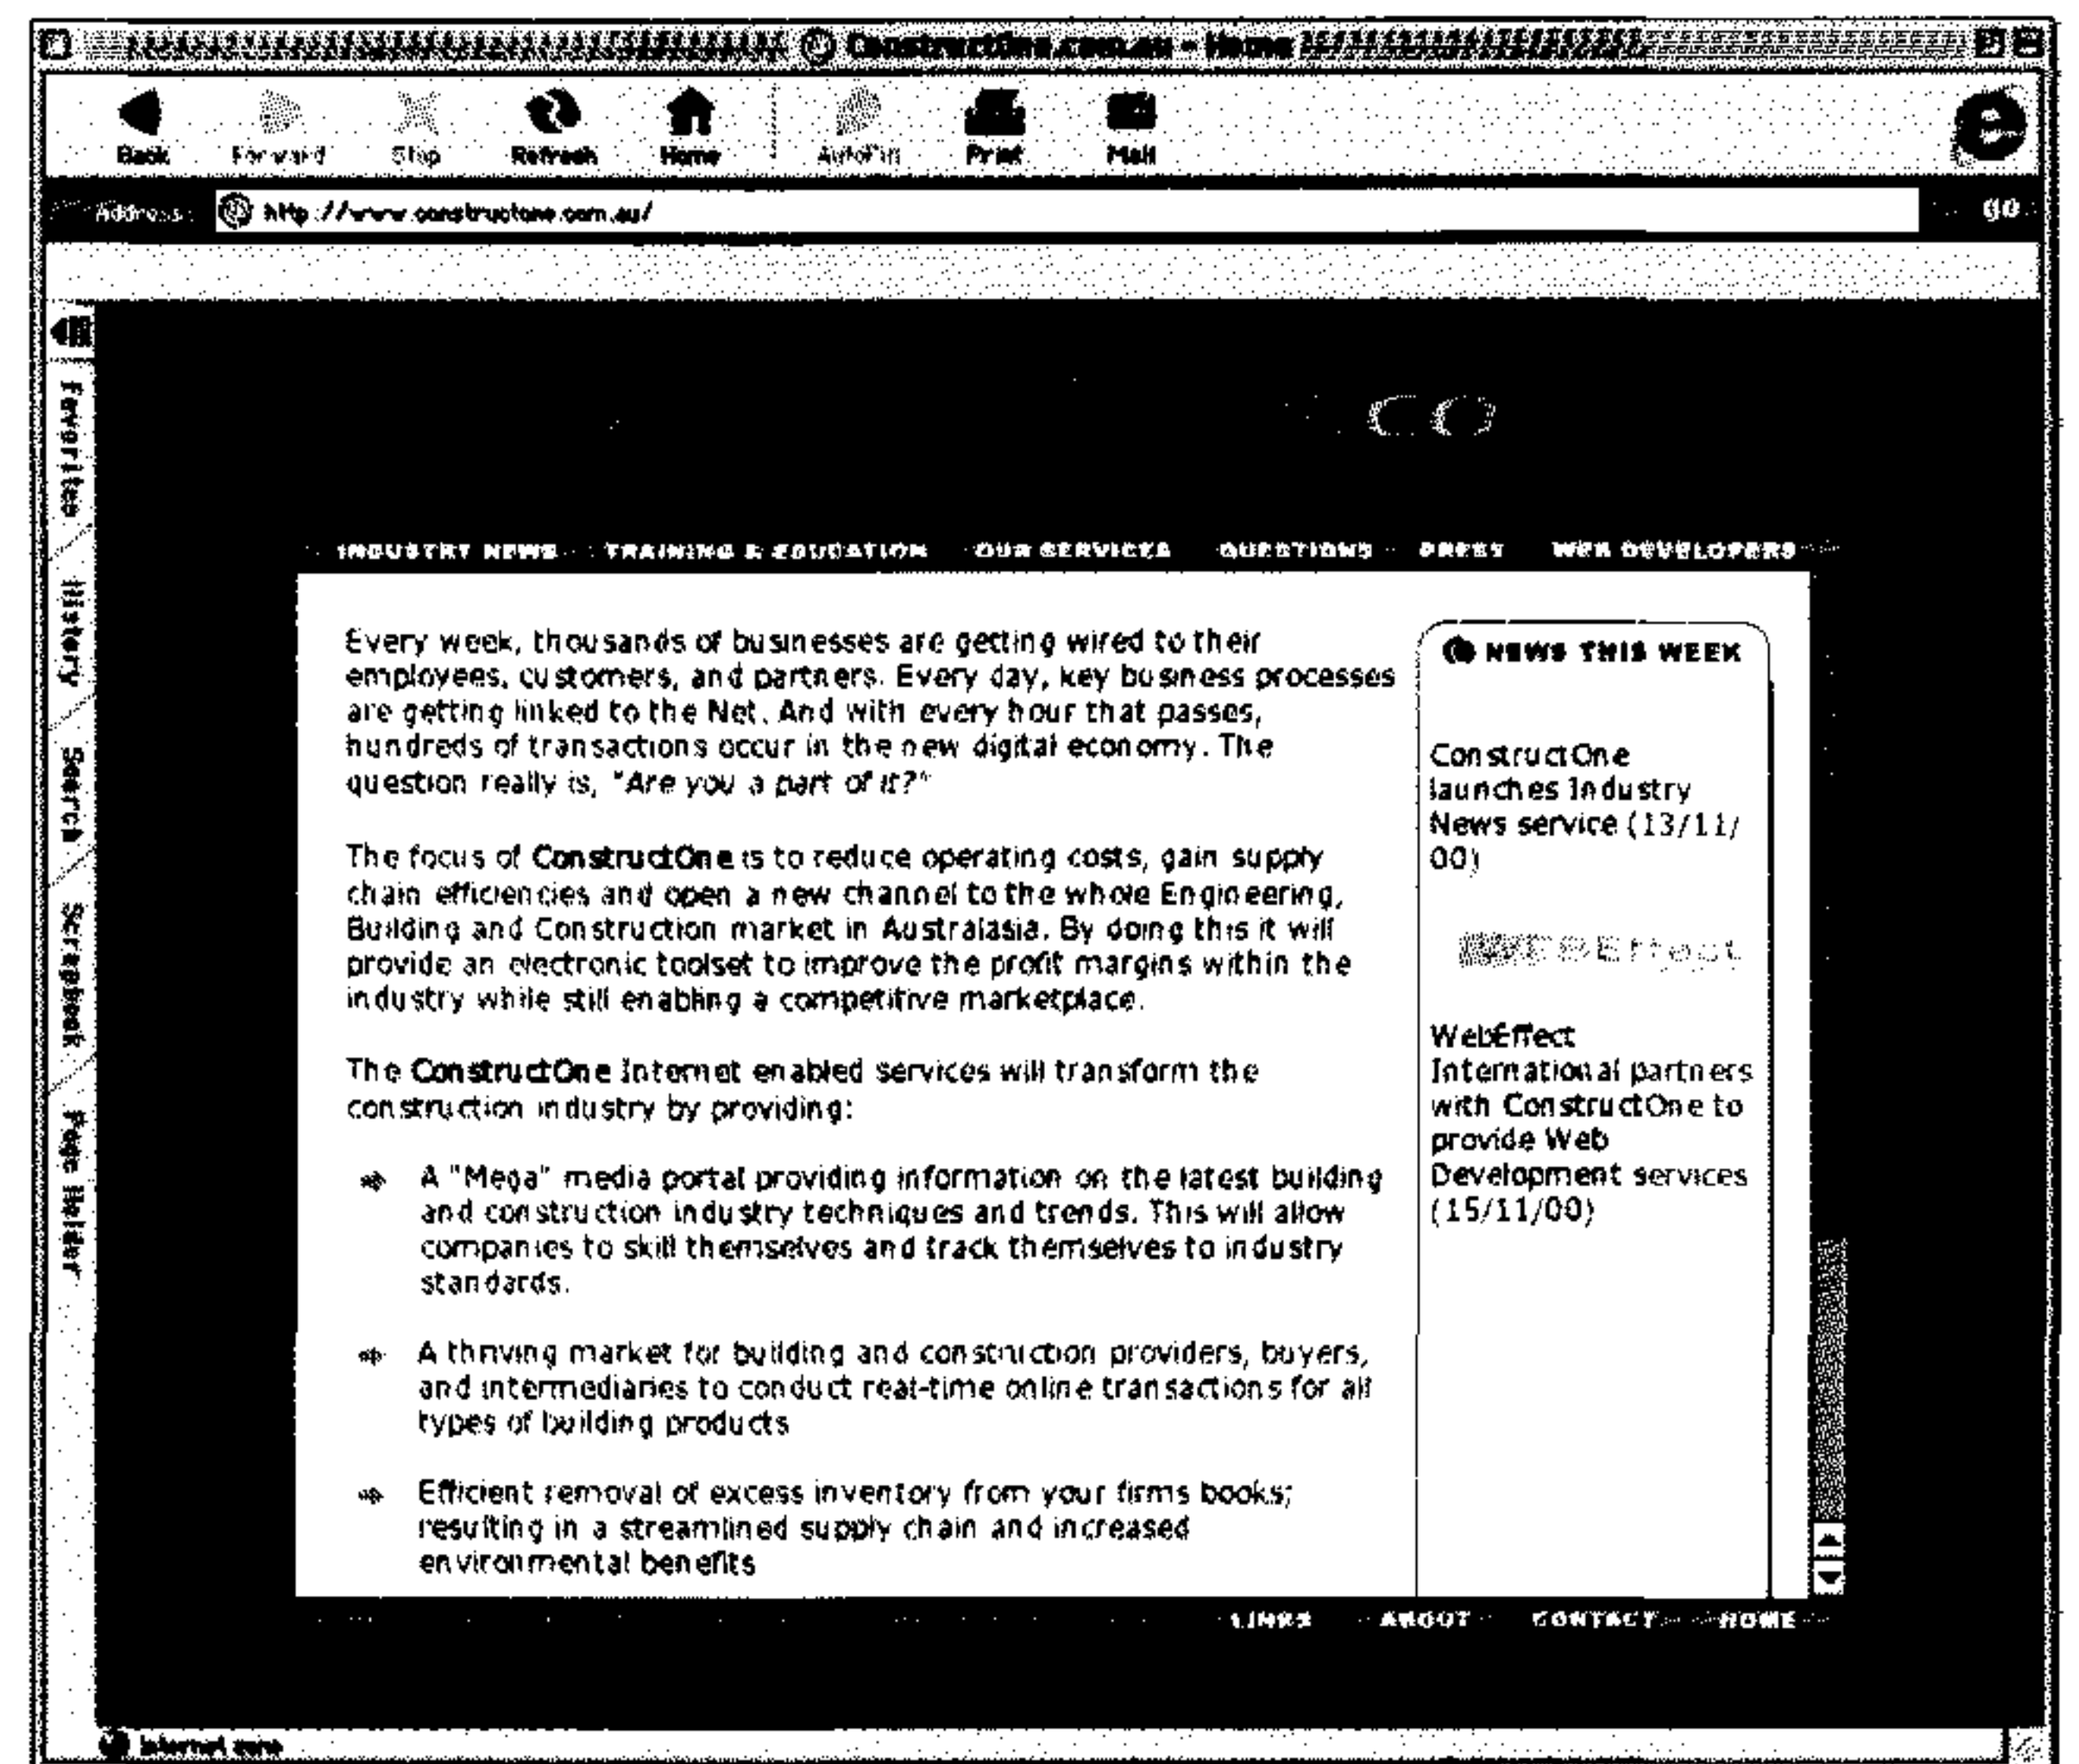 ConstructOne.com.au - Home
Back Forward Stop Refresh Home AutoFill Print Mail
Address: http://www.constructone.com.au/ go
Favorites
History
Search
Scrapbook
Page Holder
INDUSTRY NEWS TRAINING & EDUCATION OUR SERVICES QUESTIONS PRESS WEB DEVELOPERS
Every week, thousands of businesses are getting wired to their
employees, customers, and partners. Every day, key business processes
are getting linked to the Net. And with every hour that passes,
hundreds of transactions occur in the new digital economy. The
question really is, "Are you a part of it?"
The focus of ConstructOne is to reduce operating costs, gain supply
chain efficiencies and open a new channel to the whole Engineering,
Building and Construction market in Australasia. By doing this it will
provide an electronic toolset to improve the profit margins within the
industry while still enabling a competitive marketplace.
The ConstructOne Internet enabled services will transform the
construction industry by providing:
A "Mega" media portal providing information on the latest building
and construction industry techniques and trends. This will allow
companies to skill themselves and track themselves to industry
standards.
A thriving market for building and construction providers, buyers,
and intermediaries to conduct real-time online transactions for all
types of building products
Efficient removal of excess inventory from your firms books;
resulting in a streamlined supply chain and increased
environmental benefits
NEWS THIS WEEK
ConstructOne
launches Industry
News service (13/11/
00)
WEBEffect
WebEffect
International partners
with ConstructOne to
provide Web
Development services
(15/11/00)
LINKS ABOUT CONTACT HOME
Internet zone